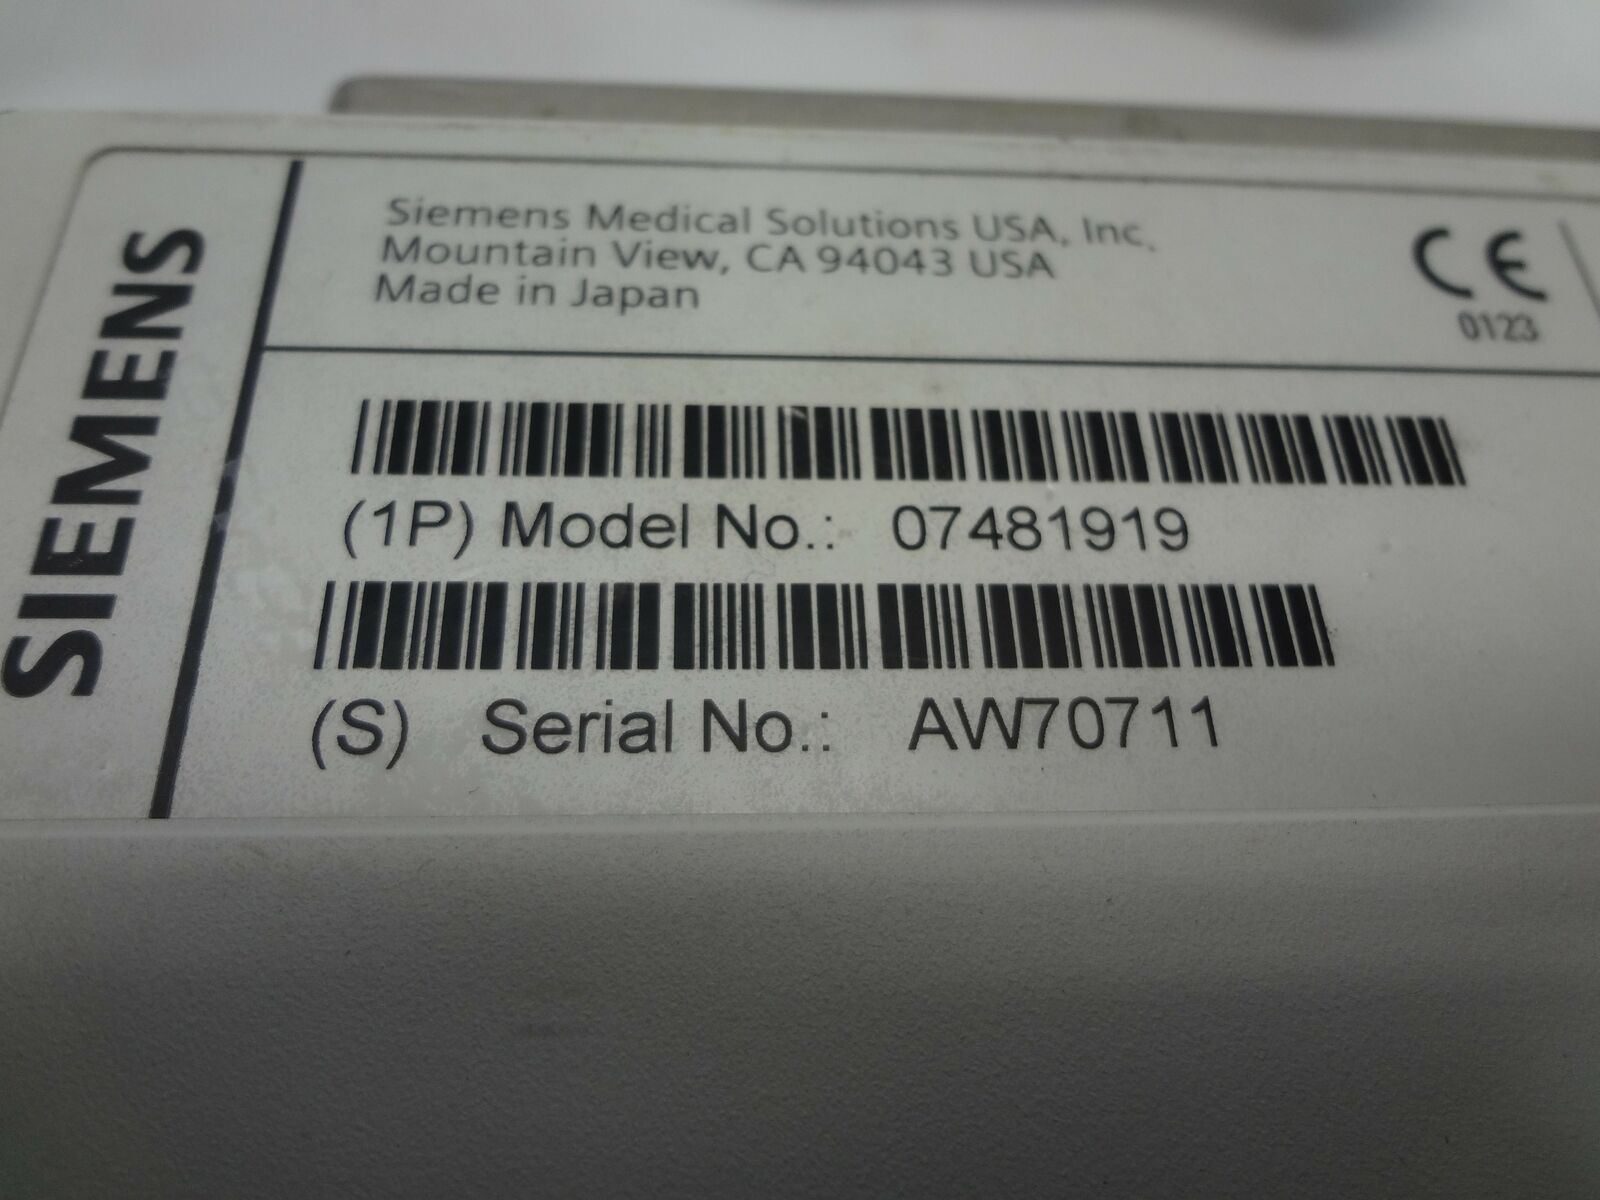 SIEMENS
Siemens Medical Solutions USA, Inc.
Mountain View, CA 94043 USA
Made in Japan
CE
0123
(1P) Model No.: 07481919
(S) Serial No.: AW70711